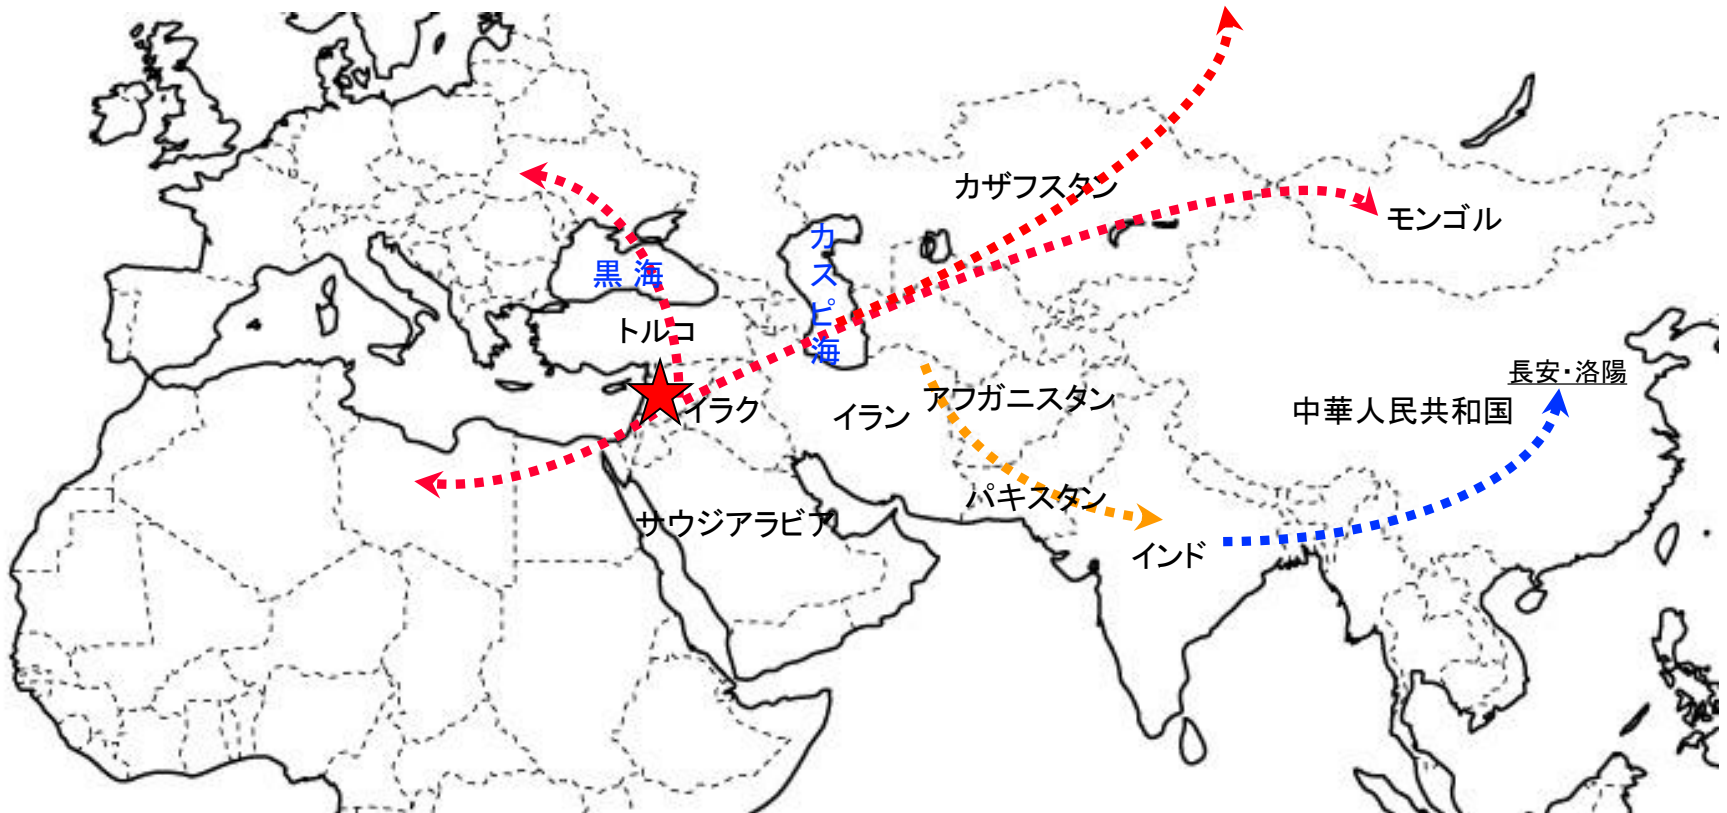 カザフスタン
モンゴル
カスピ海
黒海
トルコ
長安・洛陽
イラク
イラン
アフガニスタン
中華人民共和国
パキスタン
サウジアラビア
インド